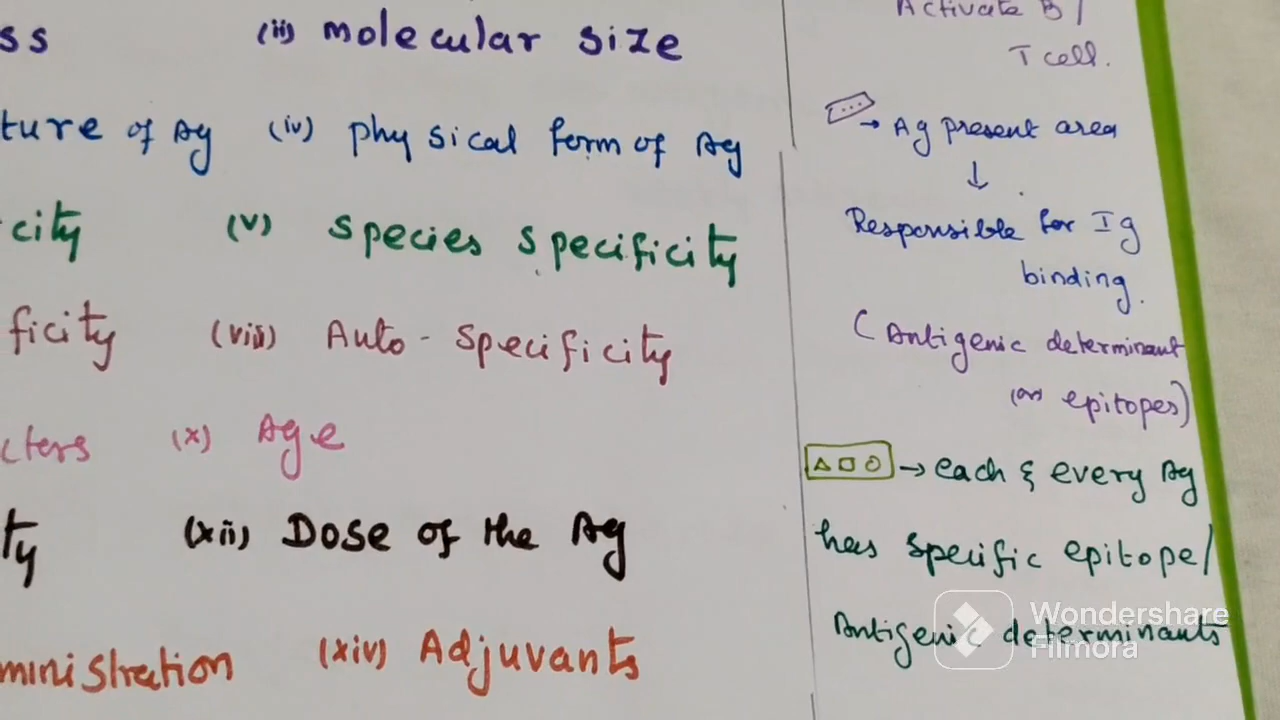 ss (ii) molecular size
ture of Ag (iv) physical form of Ag
city (v) Species specificity
ficity (viii) Auto-specificity
cters (x) Age
ty (xii) Dose of the Ag
ministration (xiv) Adjuvants
Activate B/
T cell.
→ Ag present area
↓
Responsible for Ig
binding.
(Antigenic determinant
(or) epitopes)
→ each & every Ag
has specific epitope/
Antigenic determinants
Wondershare
Filmora